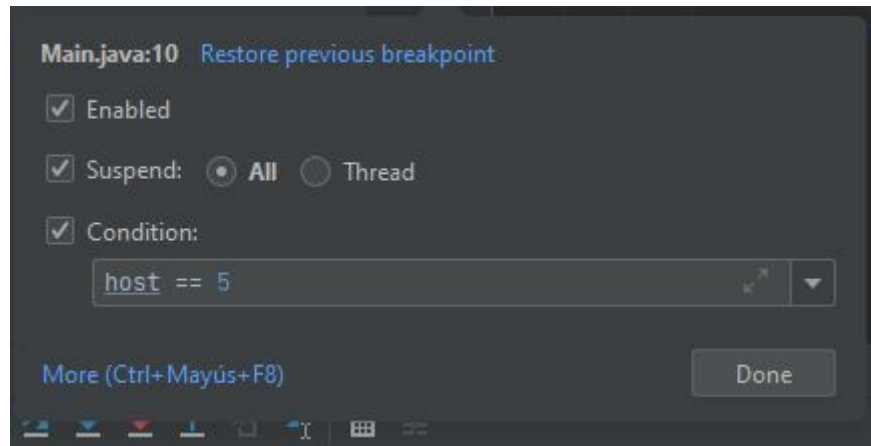 Main.java:10 Restore previous breakpoint
Enabled
Suspend: All Thread
Condition:
host == 5
More (Ctrl+Mayús+F8) Done